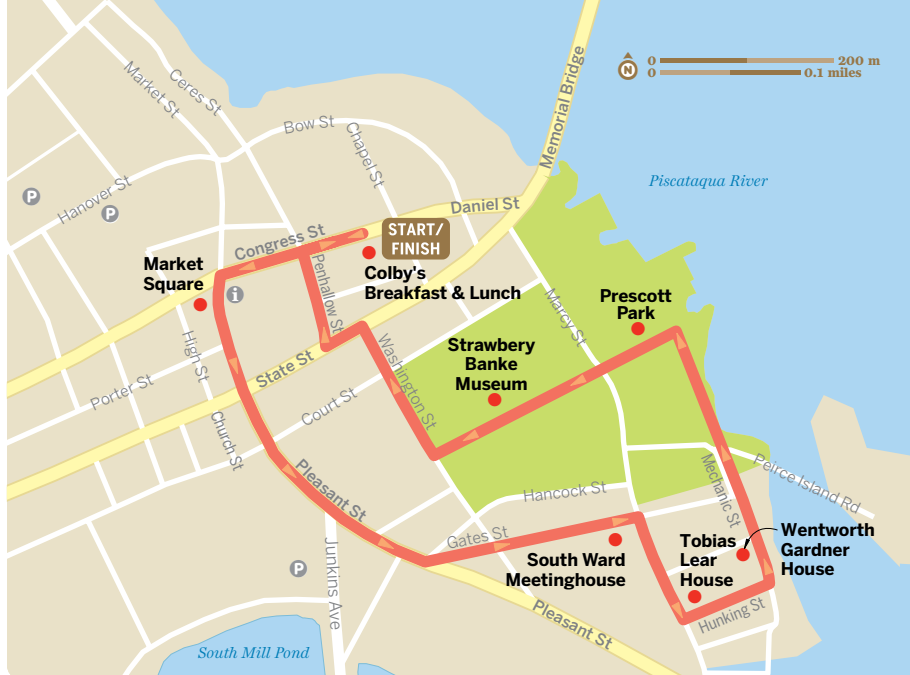 Memorial Bridge
N
0
200 m
0
0.1 miles
Market St
Ceres St
Bow St
Chapel St
Piscataqua River
P
Hanover St
P
Daniel St
START/
FINISH
Congress St
Market
Square
i
Penhallow St
Colby's
Breakfast & Lunch
Marcy St
Prescott
Park
High St
State St
Washington St
Strawbery
Banke
Museum
Porter St
Court St
Church St
Pleasant St
Mechanic St
Peirce Island Rd
Hancock St
Gates St
Junkins Ave
P
South Ward
Meetinghouse
Tobias
Lear
House
Wentworth
Gardner
House
Hunking St
Pleasant St
South Mill Pond